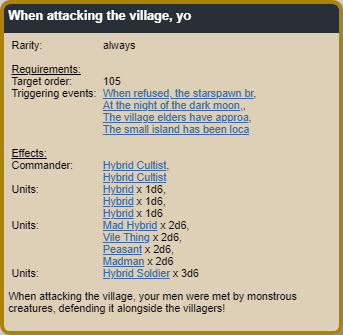 When attacking the village, yo
Rarity: always
Requirements:
Target order: 105
Triggering events: When refused, the starspawn br,
At the night of the dark moon,,
The village elders have approa,
The small island has been loca
Effects:
Commander: Hybrid Cultist,
Hybrid Cultist
Units: Hybrid x 1d6,
Hybrid x 1d6,
Hybrid x 1d6
Units: Mad Hybrid x 2d6,
Vile Thing x 2d6,
Peasant x 2d6,
Madman x 2d6
Units: Hybrid Soldier x 3d6
When attacking the village, your men were met by monstrous
creatures, defending it alongside the villagers!